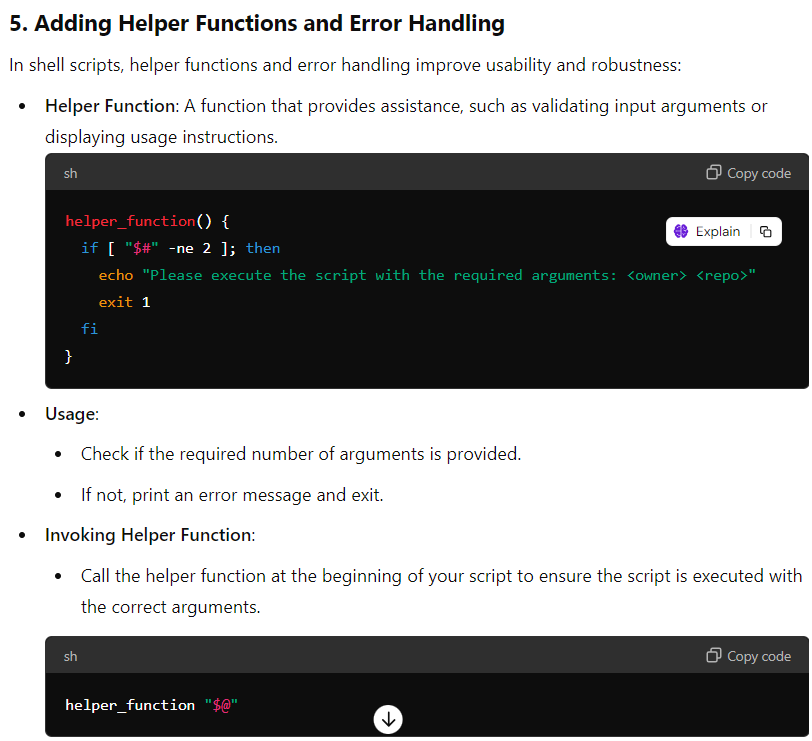 5. Adding Helper Functions and Error Handling
In shell scripts, helper functions and error handling improve usability and robustness:
Helper Function: A function that provides assistance, such as validating input arguments or
displaying usage instructions.
sh Copy code
helper_function() {
Explain
if [ "$#" -ne 2 ]; then
echo "Please execute the script with the required arguments: <owner> <repo>"
exit 1
fi
}
Usage:
Check if the required number of arguments is provided.
If not, print an error message and exit.
Invoking Helper Function:
Call the helper function at the beginning of your script to ensure the script is executed with
the correct arguments.
sh Copy code
helper_function "$@"